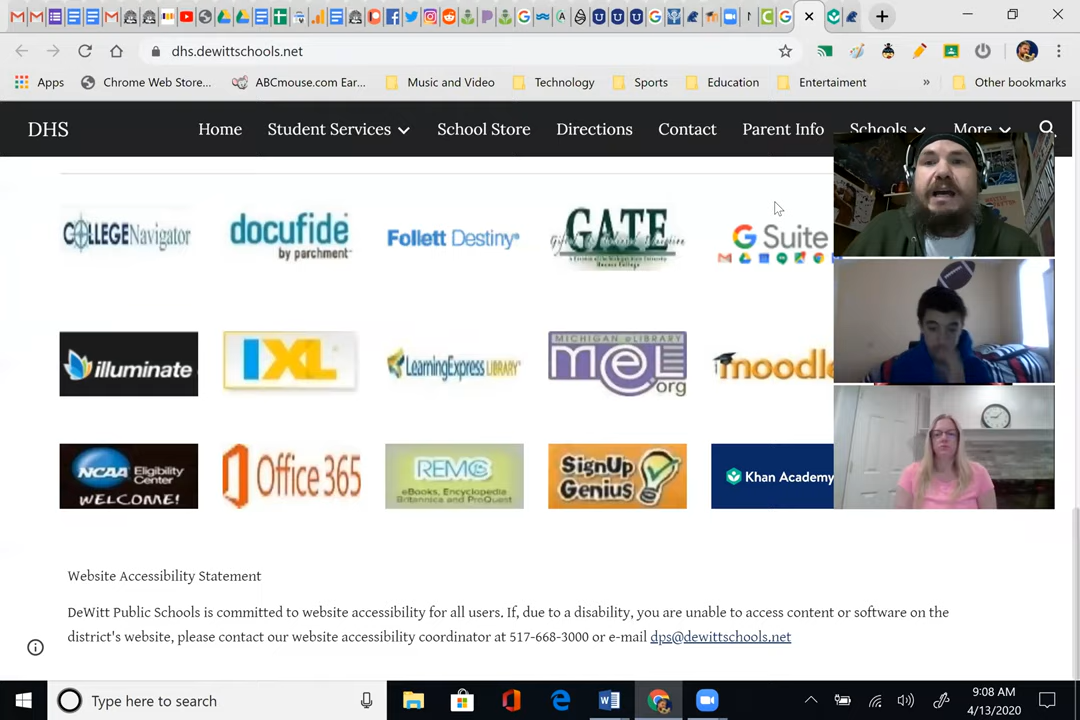 dhs.dewittschools.net
Apps
Chrome Web Store...
ABCmouse.com Ear...
Music and Video
Technology
Sports
Education
Entertaiment
»
Other bookmarks
DHS
Home
Student Services
School Store
Directions
Contact
Parent Info
Schools
More
COLLEGE Navigator
docufide
by parchment
Follett Destiny
GATE
G Suite
illuminate
IXL
LearningExpress LIBRARY
MICHIGAN eLIBRARY
mel
.org
moodle
NCAA Eligibility
Center
WELCOME!
Office 365
REMC
eBooks, Encyclopedia
Britannica and ProQuest
SignUp
Genius
Khan Academy
Website Accessibility Statement
DeWitt Public Schools is committed to website accessibility for all users. If, due to a disability, you are unable to access content or software on the
district's website, please contact our website accessibility coordinator at 517-668-3000 or e-mail dps@dewittschools.net
Type here to search
9:08 AM
4/13/2020